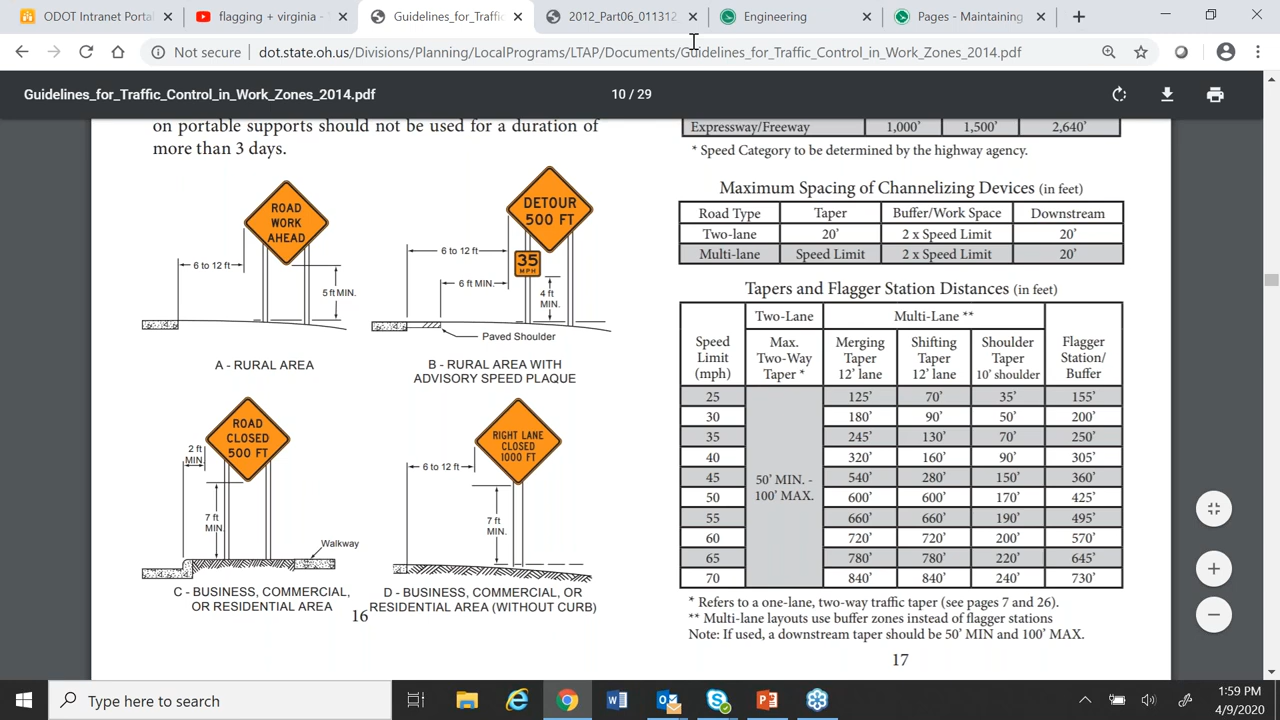 ODOT Intranet Portal
flagging + virginia -
Guidelines_for_Traffi
2012_Part06_011312
Engineering
Pages - Maintaining
Not secure
dot.state.oh.us/Divisions/Planning/LocalPrograms/LTAP/Documents/Guidelines_for_Traffic_Control_in_Work_Zones_2014.pdf
Guidelines_for_Traffic_Control_in_Work_Zones_2014.pdf
10 / 29
on portable supports should not be used for a duration of
more than 3 days.
ROAD
WORK
AHEAD
6 to 12 ft
5 ft MIN.
A - RURAL AREA
DETOUR
500 FT
35
MPH
6 to 12 ft
6 ft MIN.
4 ft
MIN.
Paved Shoulder
B - RURAL AREA WITH
ADVISORY SPEED PLAQUE
ROAD
CLOSED
500 FT
2 ft
MIN.
7 ft
MIN.
Walkway
C - BUSINESS, COMMERCIAL,
OR RESIDENTIAL AREA
RIGHT LANE
CLOSED
1000 FT
6 to 12 ft
7 ft
MIN.
D - BUSINESS, COMMERCIAL, OR
RESIDENTIAL AREA (WITHOUT CURB)
16
Expressway/Freeway 1,000’ 1,500’ 2,640’
* Speed Category to be determined by the highway agency.
Maximum Spacing of Channelizing Devices (in feet)
Road Type Taper Buffer/Work Space Downstream
Two-lane 20’ 2 x Speed Limit 20’
Multi-lane Speed Limit 2 x Speed Limit 20’
Tapers and Flagger Station Distances (in feet)
Two-Lane Multi-Lane **
Speed
Limit
(mph)
Max.
Two-Way
Taper *
Merging
Taper
12’ lane
Shifting
Taper
12’ lane
Shoulder
Taper
10’ shoulder
Flagger
Station/
Buffer
25 125’ 70’ 35’ 155’
30 180’ 90’ 50’ 200’
35 245’ 130’ 70’ 250’
40 320’ 160’ 90’ 305’
45 540’ 280’ 150’ 360’
50’ MIN. -
100’ MAX.
50 600’ 600’ 170’ 425’
55 660’ 660’ 190’ 495’
60 720’ 720’ 200’ 570’
65 780’ 780’ 220’ 645’
70 840’ 840’ 240’ 730’
* Refers to a one-lane, two-way traffic taper (see pages 7 and 26).
** Multi-lane layouts use buffer zones instead of flagger stations
Note: If used, a downstream taper should be 50’ MIN and 100’ MAX.
17
Type here to search
1:59 PM
4/9/2020